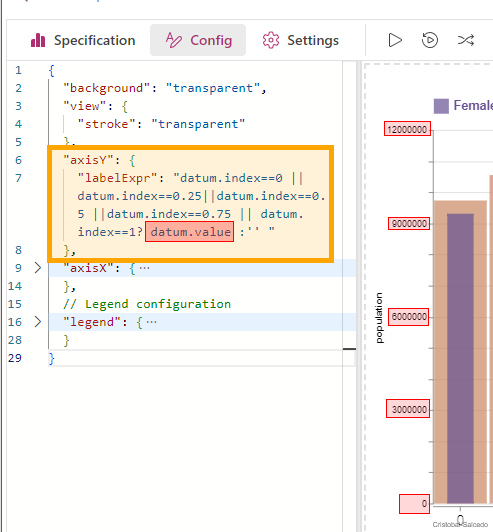 Specification Config Settings
1 {
2 "background": "transparent",
3 "view": {
4 "stroke": "transparent"
5 },
6 "axisY": {
7 "labelExpr": "datum.index==0 ||
datum.index==0.25||datum.index==0.
5 ||datum.index==0.75 || datum.
index==1? datum.value :'' "
8 },
9 "axisX": { ···
14 },
15 // Legend configuration
16 "legend": { ···
28 }
29 }
Female
12000000
9000000
6000000
3000000
0
population
0
Cristobal Salcedo